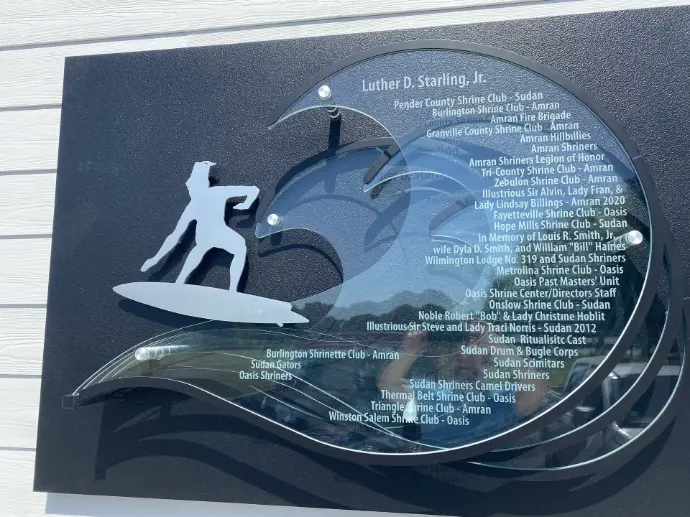 Luther D. Starling, Jr.
Pender County Shrine Club - Sudan
Burlington Shrine Club - Amran
Amran Fire Brigade
Granville County Shrine Club Amran
Amran Hillbillies
Amran Shriners
Amran Shriners Legion of Honor
Tri-County Shrine Club - Amran
Zebulon Shrine Club - Amran
Illustrious Sir Alvin, Lady Fran, &
Lady Lindsay Billings - Amran 2020
Fayetteville Shrine Club - Oasis
Hope Mills Shrine Club - Sudan
In Memory of Louis R. Smith, Jr.,
wife Dyla D. Smith, and William "Bill" Haines
Wilmington Lodge No. 319 and Sudan Shriners
Metrolina Shrine Club - Oasis
Oasis Past Masters' Unit
Oasis Shrine Center/Directors Staff
Onslow Shrine Club - Sudan
Noble Robert "Bob" & Lady Christine Hoblit
Illustrious Sir Steve and Lady Traci Norris - Sudan 2012
Sudan Ritualisitc Cast
Sudan Drum & Bugle Corps
Sudan Scimitars
Sudan Shriners
Burlington Shrinette Club - Amran
Sudan Gators
Oasis Shriners
Sudan Shriners Camel Drivers
Thermal Belt Shrine Club - Oasis
Triangle Shrine Club - Amran
Winston Salem Shrine Club - Oasis